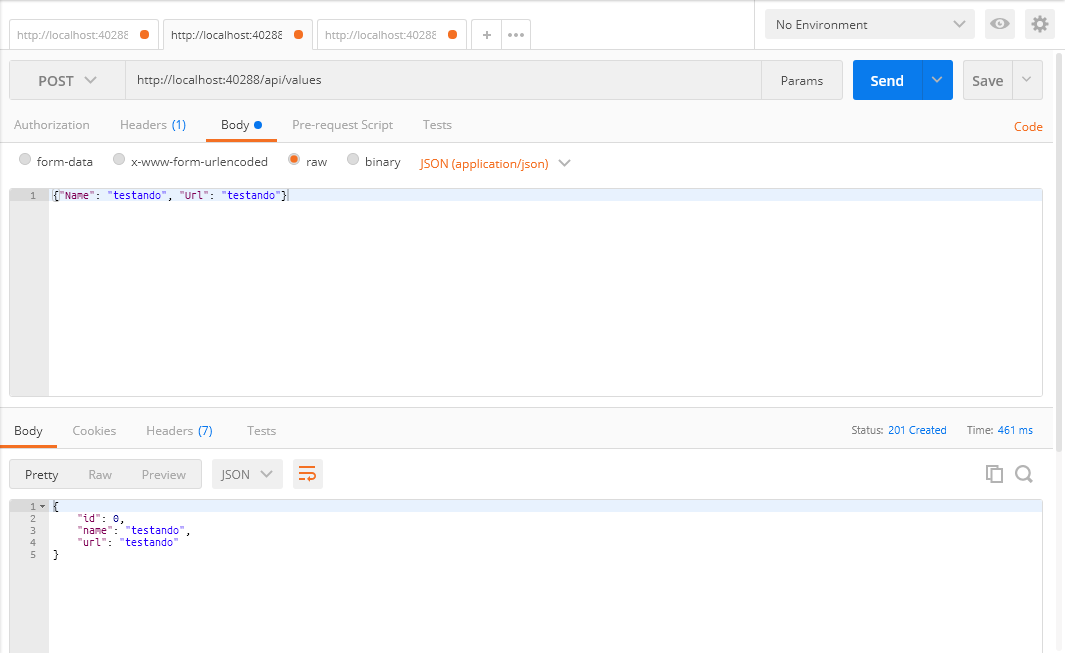 http://localhost:40288 http://localhost:40288 http://localhost:40288 + ••• No Environment
POST http://localhost:40288/api/values Params Send Save
Authorization Headers (1) Body Pre-request Script Tests Code
form-data x-www-form-urlencoded raw binary JSON (application/json)
1 {"Name": "testando", "Url": "testando"}
Body Cookies Headers (7) Tests Status: 201 Created Time: 461 ms
Pretty Raw Preview JSON
1 {
2 "id": 0,
3 "name": "testando",
4 "url": "testando"
5 }